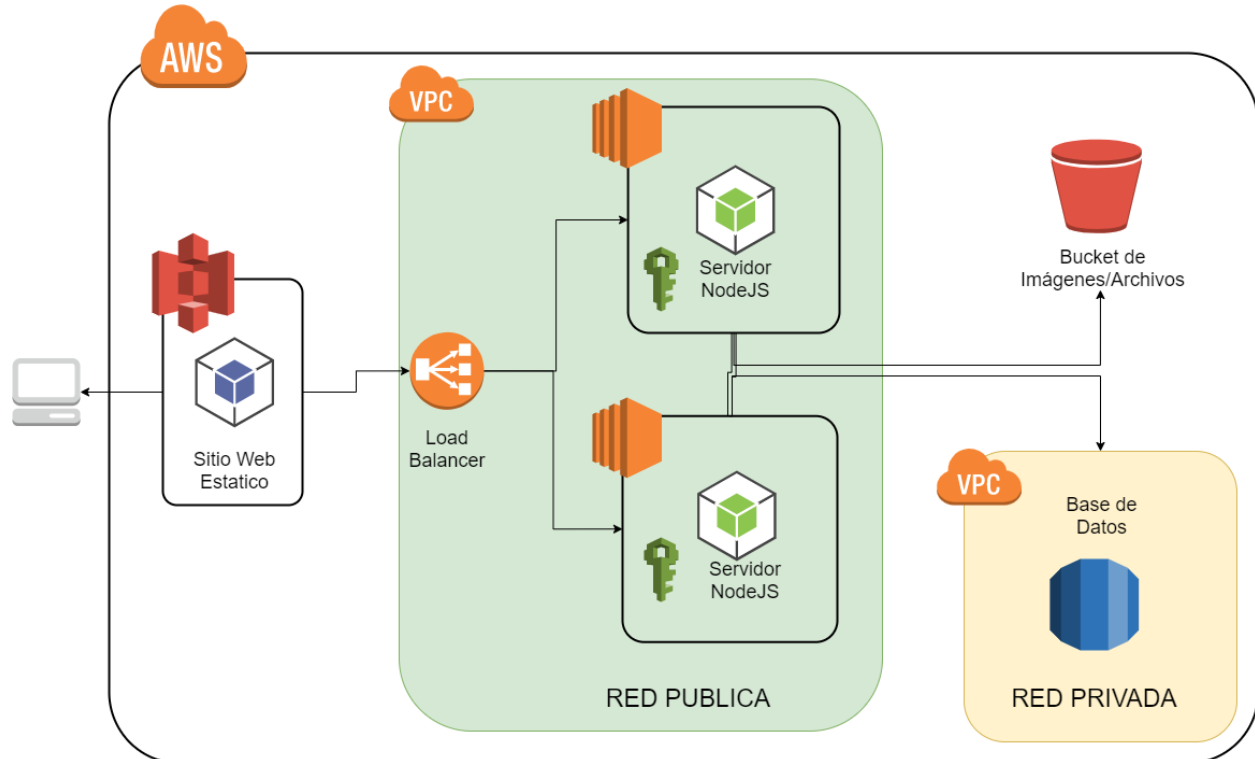 AWS
VPC
Servidor
NodeJS
Bucket de
Imágenes/Archivos
Sitio Web
Estatico
Load
Balancer
Servidor
NodeJS
VPC
Base de
Datos
RED PUBLICA
RED PRIVADA